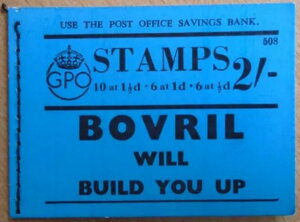 USE THE POST OFFICE SAVINGS BANK.
508
GPO
STAMPS 2/-
10 at 1½d · 6 at 1d · 6 at ½d
BOVRIL
WILL
BUILD YOU UP